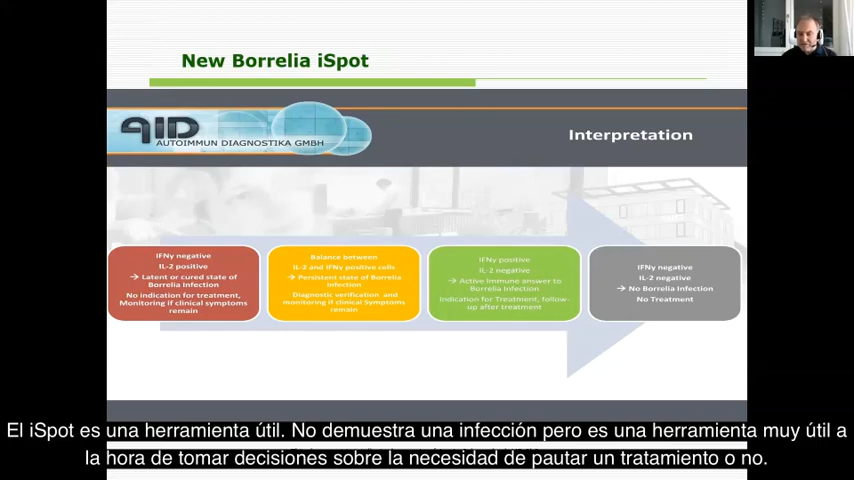 New Borrelia iSpot
AID
AUTOIMMUN DIAGNOSTIKA GMBH
Interpretation
IFNγ negative
IL-2 positive
→ Latent or cured state of
Borrelia Infection
No indication for treatment,
Monitoring if clinical symptoms
remain
Balance between
IL-2 and IFNγ positive cells
→ Persistent state of Borrelia
Infection
Diagnostic verification and
monitoring if clinical Symptoms
remain
IFNγ positive
IL-2 negative
→ Active Immune answer to
Borrelia Infection
Indication for Treatment, follow-
up after treatment
IFNγ negative
IL-2 negative
→ No Borrelia Infection
No Treatment
El iSpot es una herramienta útil. No demuestra una infección pero es una herramienta muy útil a
la hora de tomar decisiones sobre la necesidad de pautar un tratamiento o no.